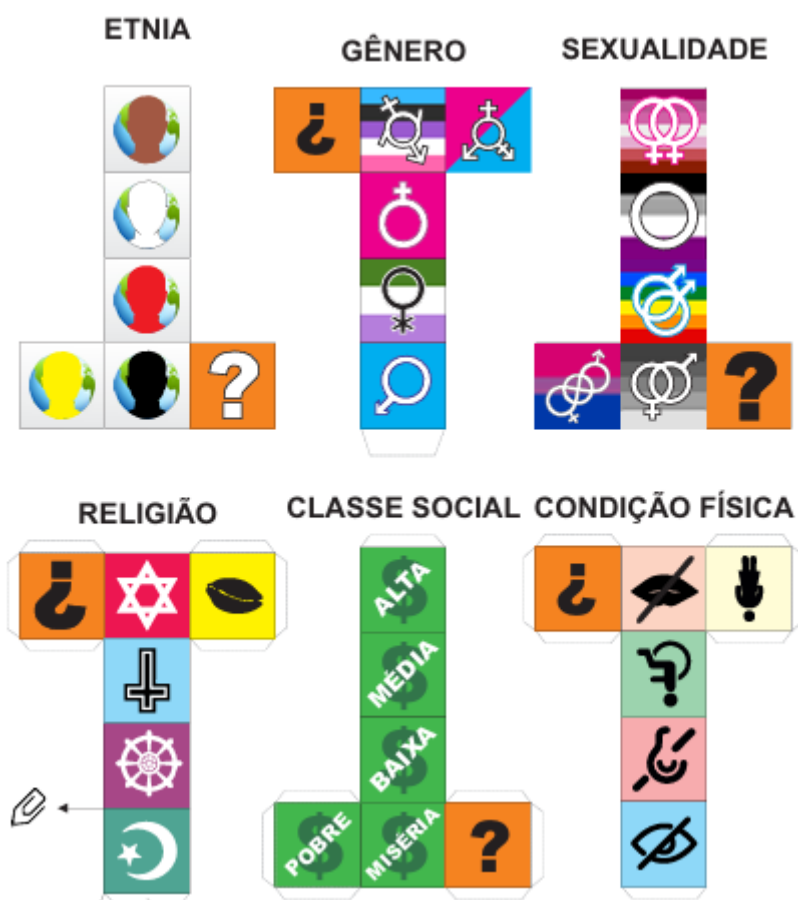 ETNIA
GÊNERO
SEXUALIDADE
¿
?
?
RELIGIÃO
CLASSE SOCIAL
CONDIÇÃO FÍSICA
¿
ALTA
¿
MÉDIA
BAIXA
POBRE
MISÉRIA
?